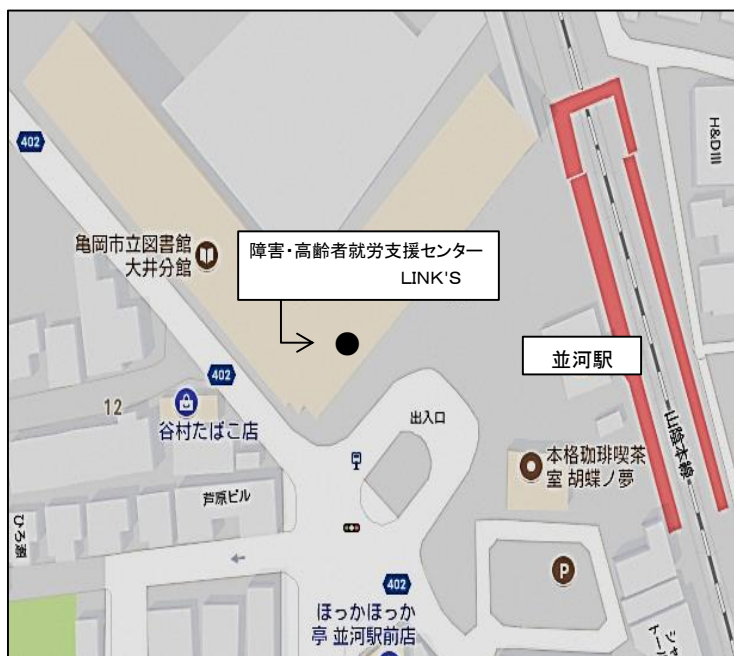 402
H&DⅢ
亀岡市立図書館
大井分館
障害・高齢者就労支援センター
LINK'S
並河駅
402
12
谷村たばこ店
出入口
山陰本線
本格珈琲喫茶
室 胡蝶ノ夢
芦原ビル
ひろ瀬
P
402
ほっかほっか
亭 並河駅前店